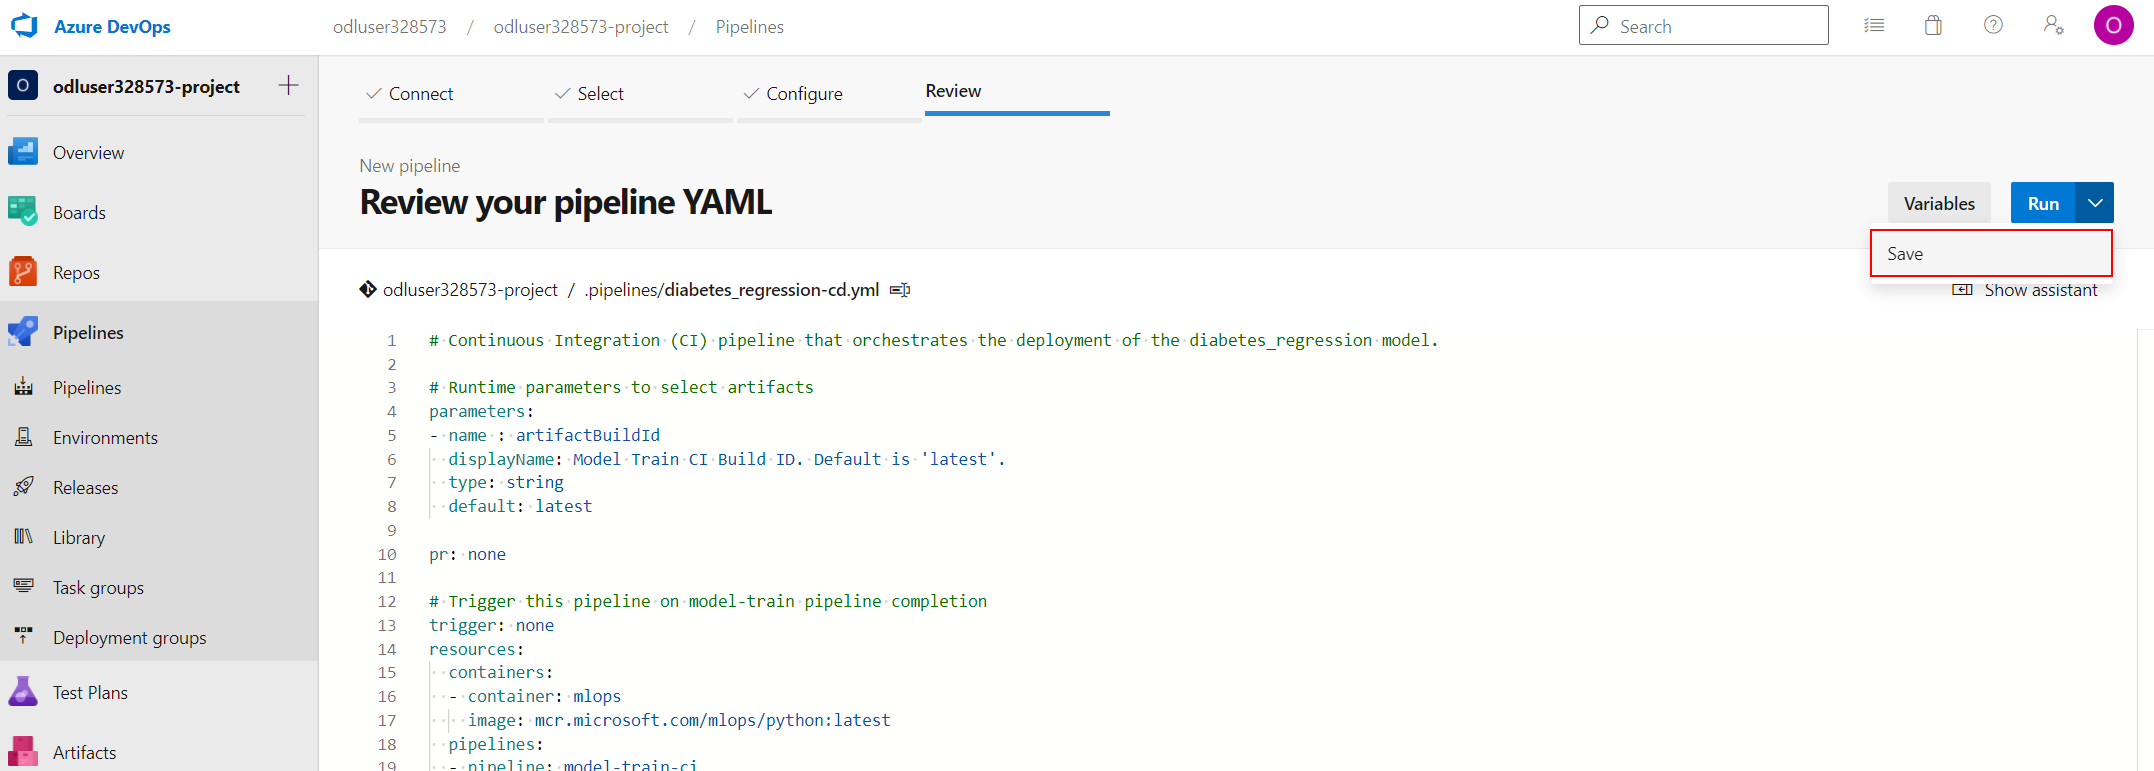 Azure DevOps
odluser328573 / odluser328573-project / Pipelines
Search
O
O odluser328573-project
Overview
Boards
Repos
Pipelines
Pipelines
Environments
Releases
Library
Task groups
Deployment groups
Test Plans
Artifacts
Connect
Select
Configure
Review
New pipeline
Review your pipeline YAML
Variables
Run
Save
Show assistant
odluser328573-project / .pipelines/diabetes_regression-cd.yml
1 # Continuous Integration (CI) pipeline that orchestrates the deployment of the diabetes_regression model.
2
3 # Runtime parameters to select artifacts
4 parameters:
5 - name : artifactBuildId
6 displayName: Model Train CI Build ID. Default is 'latest'.
7 type: string
8 default: latest
9
10 pr: none
11
12 # Trigger this pipeline on model-train pipeline completion
13 trigger: none
14 resources:
15 containers:
16 - container: mlops
17 image: mcr.microsoft.com/mlops/python:latest
18 pipelines:
19 - pipeline: model-train-ci